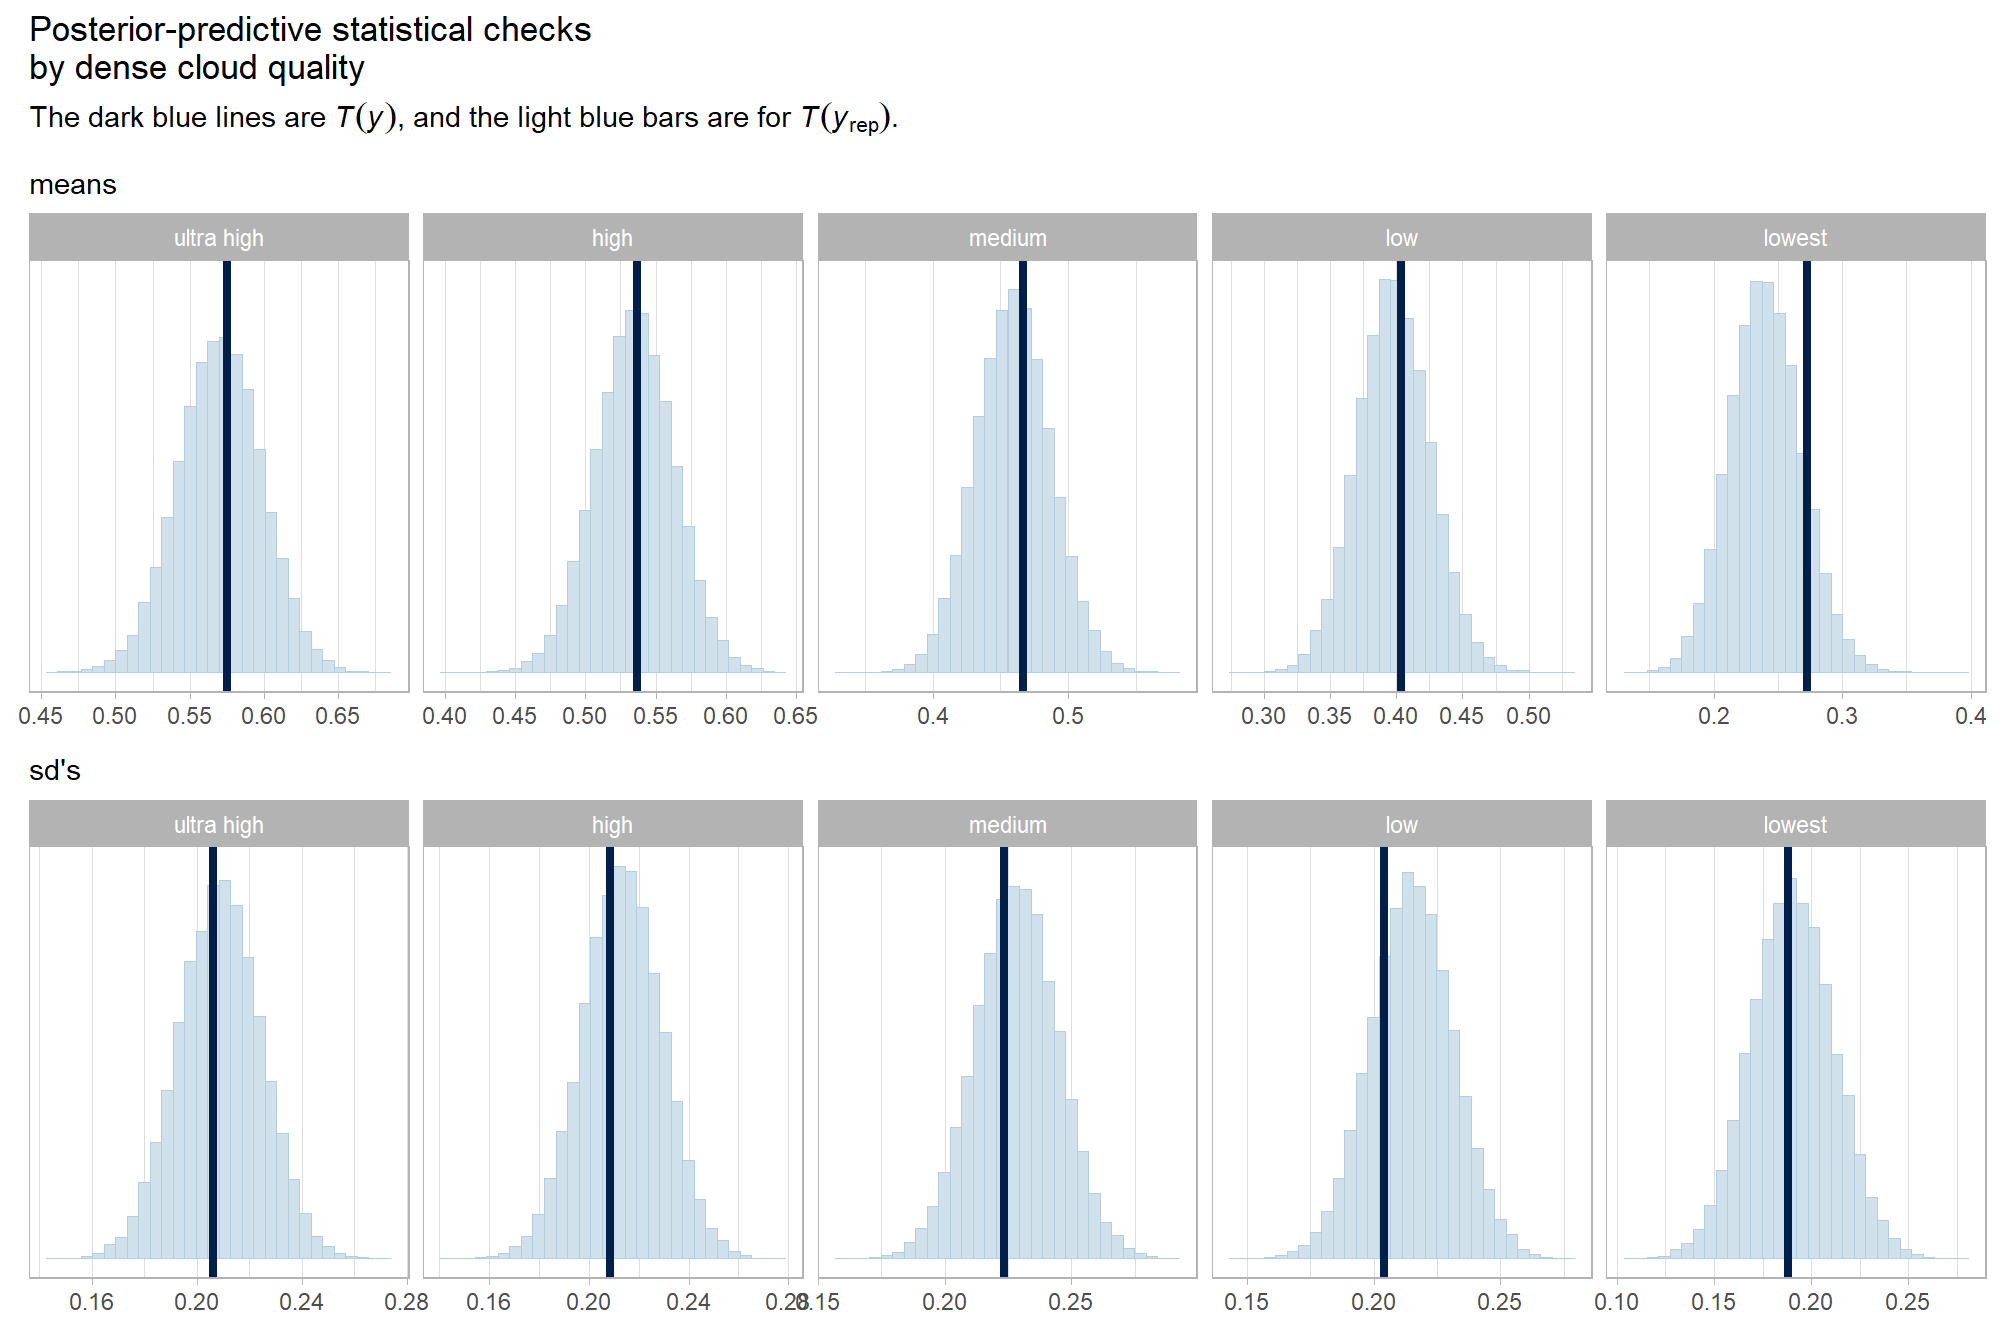 Posterior-predictive statistical checks
by dense cloud quality
The dark blue lines are T(y), and the light blue bars are for T(yrep).
means
ultra high high medium low lowest
0.45 0.50 0.55 0.60 0.65 0.40 0.45 0.50 0.55 0.60 0.65 0.4 0.5 0.30 0.35 0.40 0.45 0.50 0.2 0.3 0.4
sd's
ultra high high medium low lowest
0.16 0.20 0.24 0.28 0.16 0.20 0.24 0.28 0.15 0.20 0.25 0.15 0.20 0.25 0.10 0.15 0.20 0.25